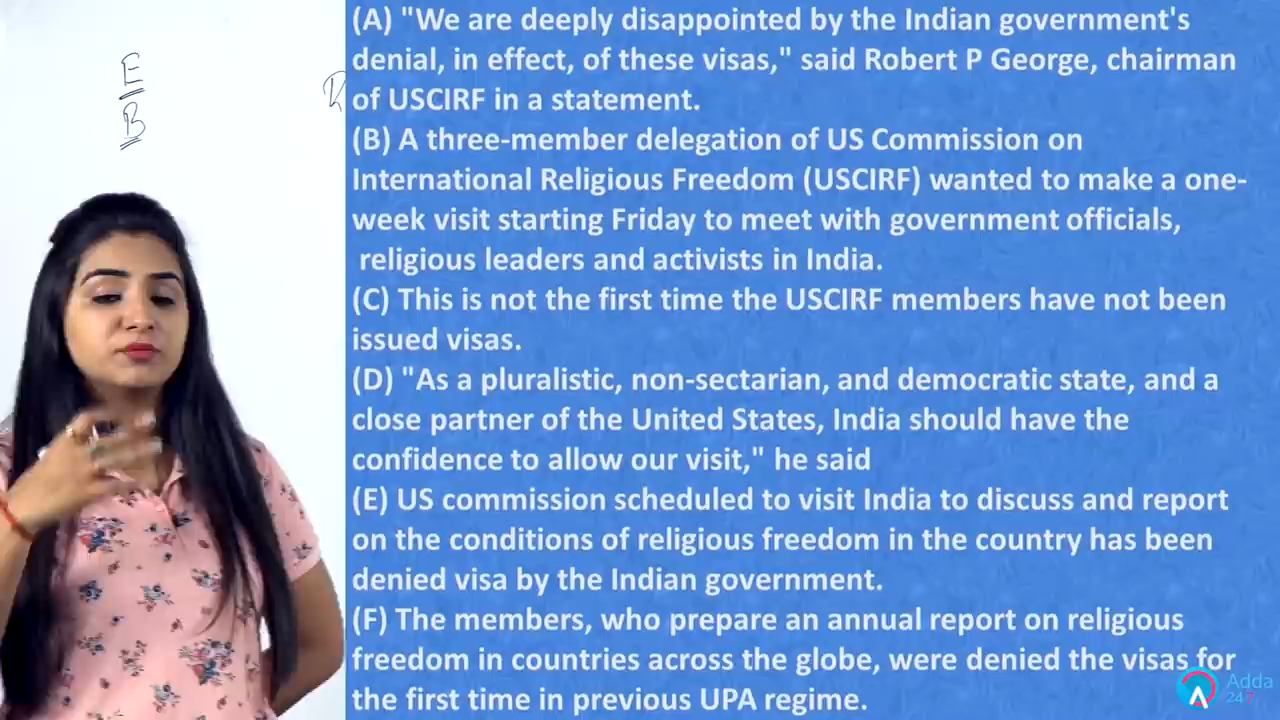 E
B
(A) "We are deeply disappointed by the Indian government's
denial, in effect, of these visas," said Robert P George, chairman
of USCIRF in a statement.
(B) A three-member delegation of US Commission on
International Religious Freedom (USCIRF) wanted to make a one-
week visit starting Friday to meet with government officials,
religious leaders and activists in India.
(C) This is not the first time the USCIRF members have not been
issued visas.
(D) "As a pluralistic, non-sectarian, and democratic state, and a
close partner of the United States, India should have the
confidence to allow our visit," he said
(E) US commission scheduled to visit India to discuss and report
on the conditions of religious freedom in the country has been
denied visa by the Indian government.
(F) The members, who prepare an annual report on religious
freedom in countries across the globe, were denied the visas for
the first time in previous UPA regime.
Adda
247